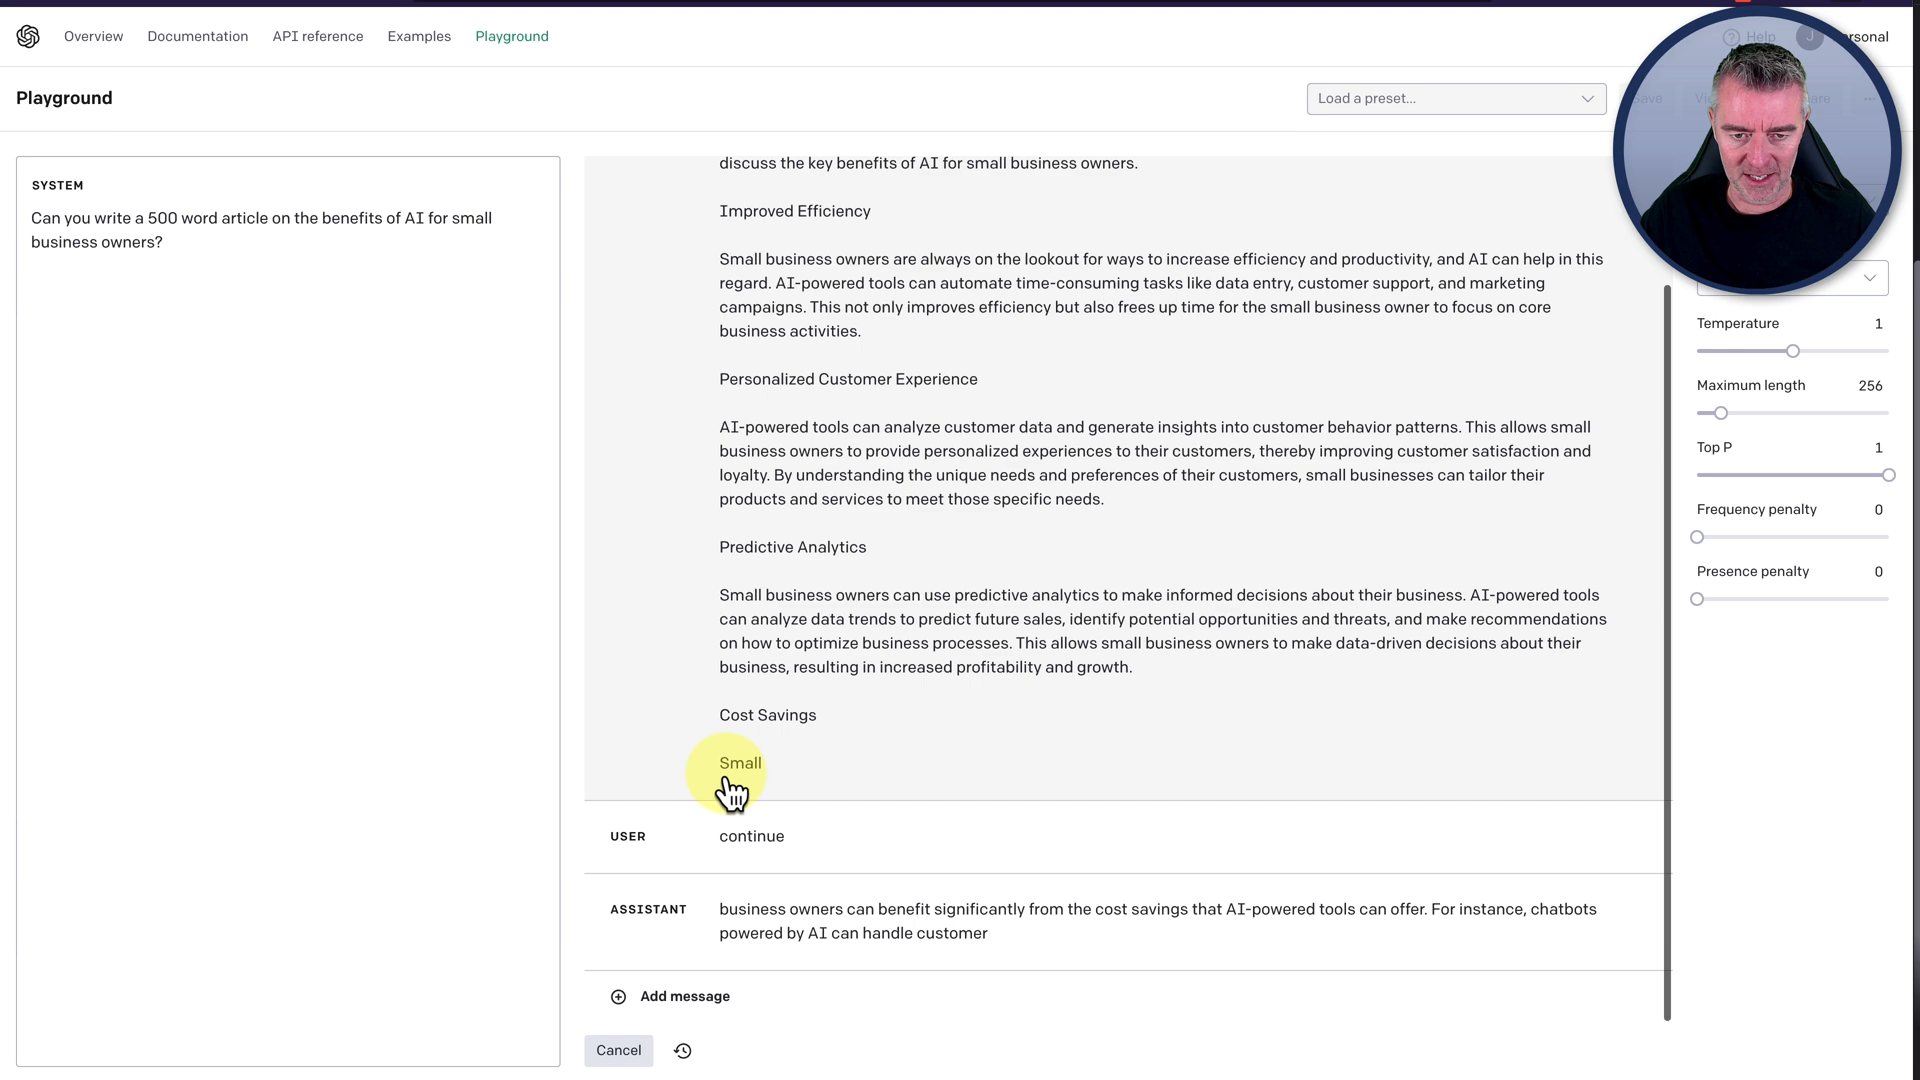 Overview Documentation API reference Examples Playground Help J rsonal
Playground
Load a preset...
SYSTEM
Can you write a 500 word article on the benefits of AI for small
business owners?
discuss the key benefits of AI for small business owners.
Improved Efficiency
Small business owners are always on the lookout for ways to increase efficiency and productivity, and AI can help in this
regard. AI-powered tools can automate time-consuming tasks like data entry, customer support, and marketing
campaigns. This not only improves efficiency but also frees up time for the small business owner to focus on core
business activities.
Personalized Customer Experience
AI-powered tools can analyze customer data and generate insights into customer behavior patterns. This allows small
business owners to provide personalized experiences to their customers, thereby improving customer satisfaction and
loyalty. By understanding the unique needs and preferences of their customers, small businesses can tailor their
products and services to meet those specific needs.
Predictive Analytics
Small business owners can use predictive analytics to make informed decisions about their business. AI-powered tools
can analyze data trends to predict future sales, identify potential opportunities and threats, and make recommendations
on how to optimize business processes. This allows small business owners to make data-driven decisions about their
business, resulting in increased profitability and growth.
Cost Savings
Small
USER continue
ASSISTANT business owners can benefit significantly from the cost savings that AI-powered tools can offer. For instance, chatbots
powered by AI can handle customer
Add message
Cancel
Temperature 1
Maximum length 256
Top P 1
Frequency penalty 0
Presence penalty 0